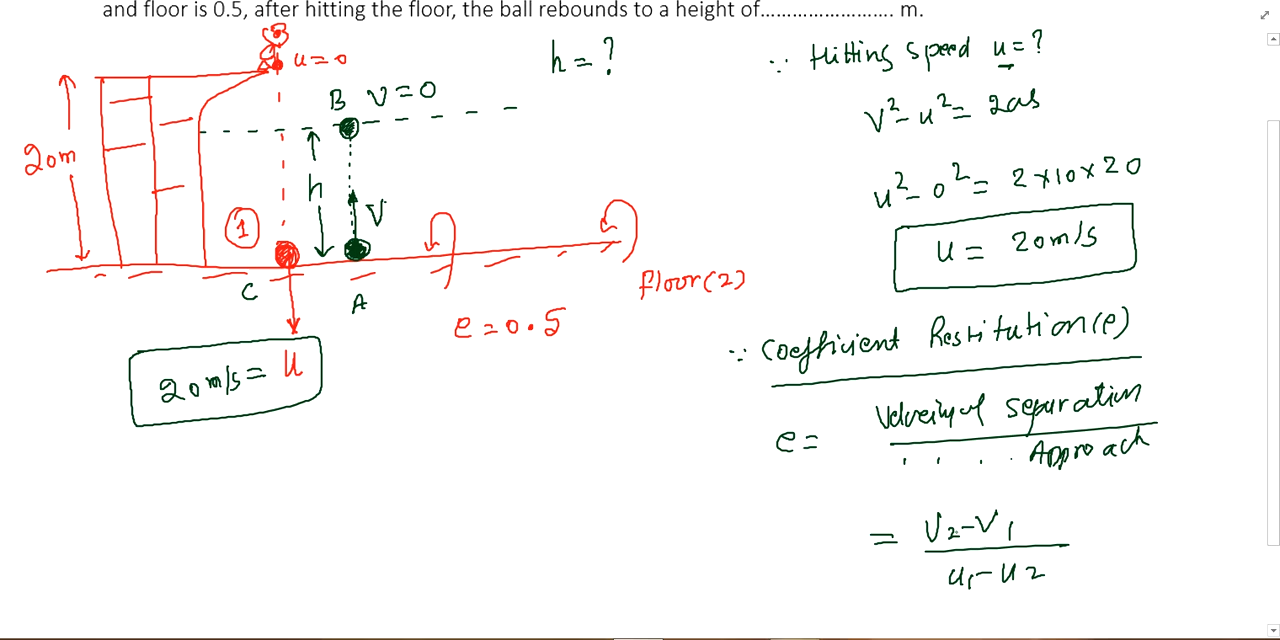 and floor is 0.5, after hitting the floor, the ball rebounds to a height of........................ m.
u=0
h=?
∵ Hitting speed u=?
B V=0
V²-u²=2as
20m
h
V
①
u²-0²=2×10×20
u= 20m/s
floor(2)
C
A
e=0.5
20m/s= u
∵ Coefficient Restitution(e)
e= Velocity of separation
. . . . Approach
= V2-V1
u1-u2